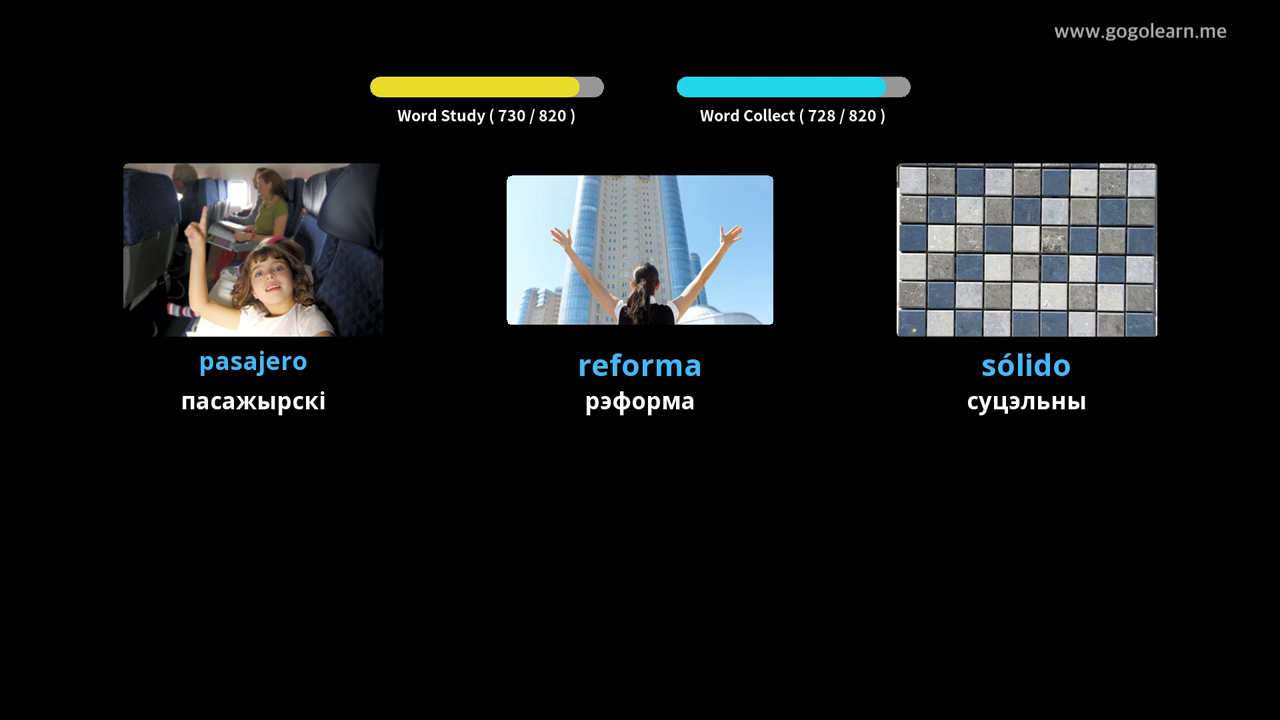 www.gogolearn.me
Word Study ( 730 / 820 )
Word Collect ( 728 / 820 )
pasajero
reforma
sólido
пасажырскі
рэформа
суцэльны